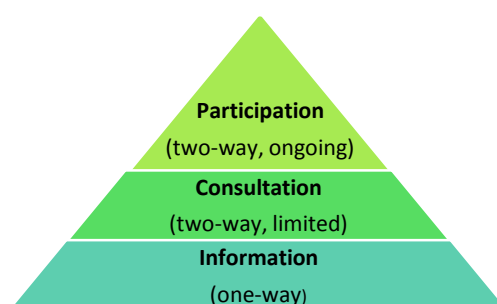 Participation
(two-way, ongoing)
Consultation
(two-way, limited)
Information
(one-way)